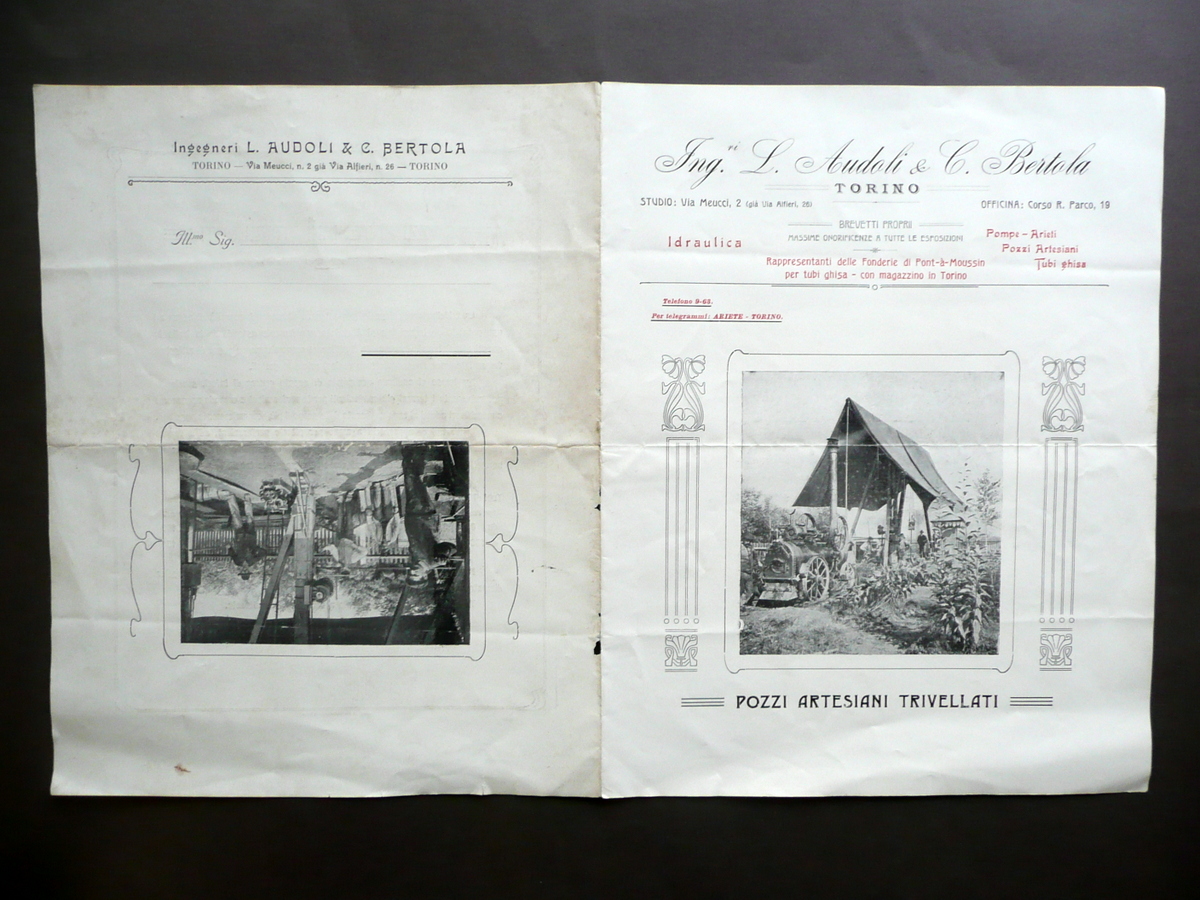 Ingegneri L. AUDOLI & C. BERTOLA
TORINO — Via Meucci, n. 2 già Via Alfieri, n. 26 — TORINO
Ill.mo Sig.
Ing.ri L. Audoli & C. Bertola
TORINO
STUDIO: Via Meucci, 2 (già Via Alfieri, 26)
OFFICINA: Corso R. Parco, 19
BREVETTI PROPRII
MASSIME ONORIFICENZE A TUTTE LE ESPOSIZIONI
Idraulica
Pompe - Arieti
Pozzi Artesiani
Tubi ghisa
Rappresentanti delle Fonderie di Pont-à-Moussin
per tubi ghisa - con magazzino in Torino
Telefono 9-63.
Per telegrammi: ARIETE - TORINO.
POZZI ARTESIANI TRIVELLATI